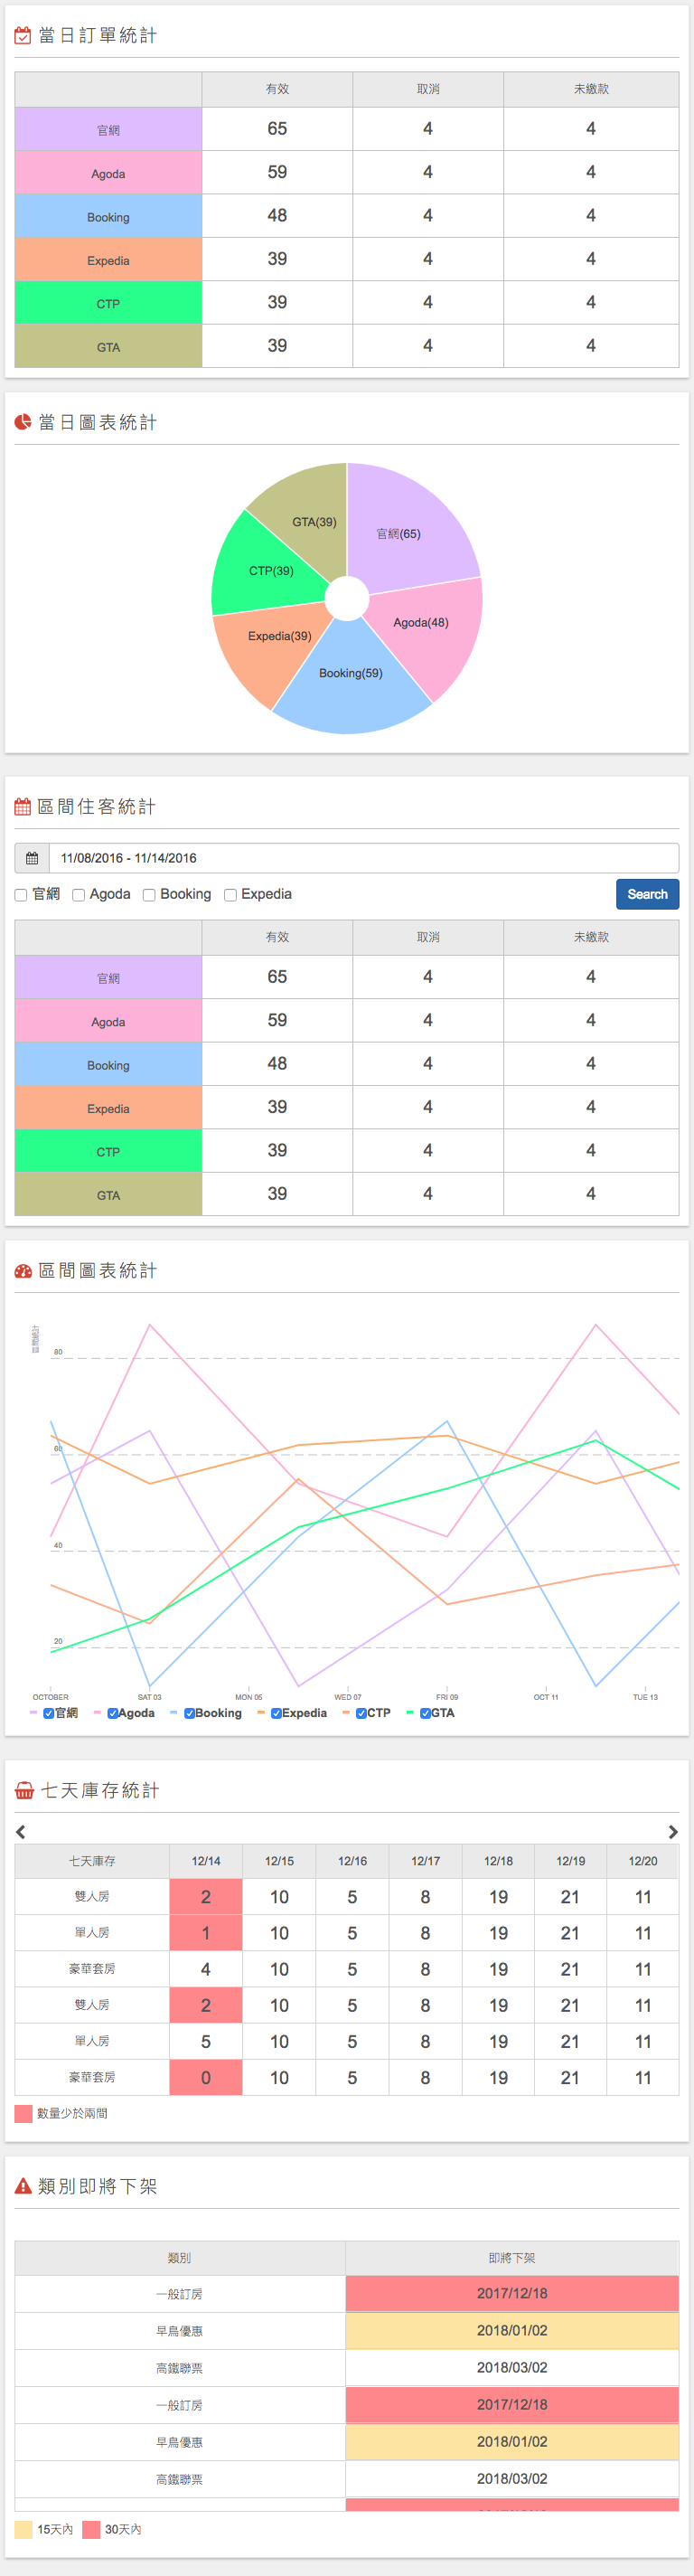 當日訂單統計
有效 取消 未繳款
官網 65 4 4
Agoda 59 4 4
Booking 48 4 4
Expedia 39 4 4
CTP 39 4 4
GTA 39 4 4
當日圖表統計
GTA(39) 官網(65)
CTP(39)
Agoda(48)
Expedia(39)
Booking(59)
區間住客統計
11/08/2016 - 11/14/2016
官網 Agoda Booking Expedia Search
有效 取消 未繳款
官網 65 4 4
Agoda 59 4 4
Booking 48 4 4
Expedia 39 4 4
CTP 39 4 4
GTA 39 4 4
區間圖表統計
80
60
40
20
OCTOBER SAT 03 MON 05 WED 07 FRI 09 OCT 11 TUE 13
官網 Agoda Booking Expedia CTP GTA
七天庫存統計
七天庫存 12/14 12/15 12/16 12/17 12/18 12/19 12/20
雙人房 2 10 5 8 19 21 11
單人房 1 10 5 8 19 21 11
豪華套房 4 10 5 8 19 21 11
雙人房 2 10 5 8 19 21 11
單人房 5 10 5 8 19 21 11
豪華套房 0 10 5 8 19 21 11
數量少於兩間
類別即將下架
類別 即將下架
一般訂房 2017/12/18
早鳥優惠 2018/01/02
高鐵聯票 2018/03/02
一般訂房 2017/12/18
早鳥優惠 2018/01/02
高鐵聯票 2018/03/02
15天內 30天內